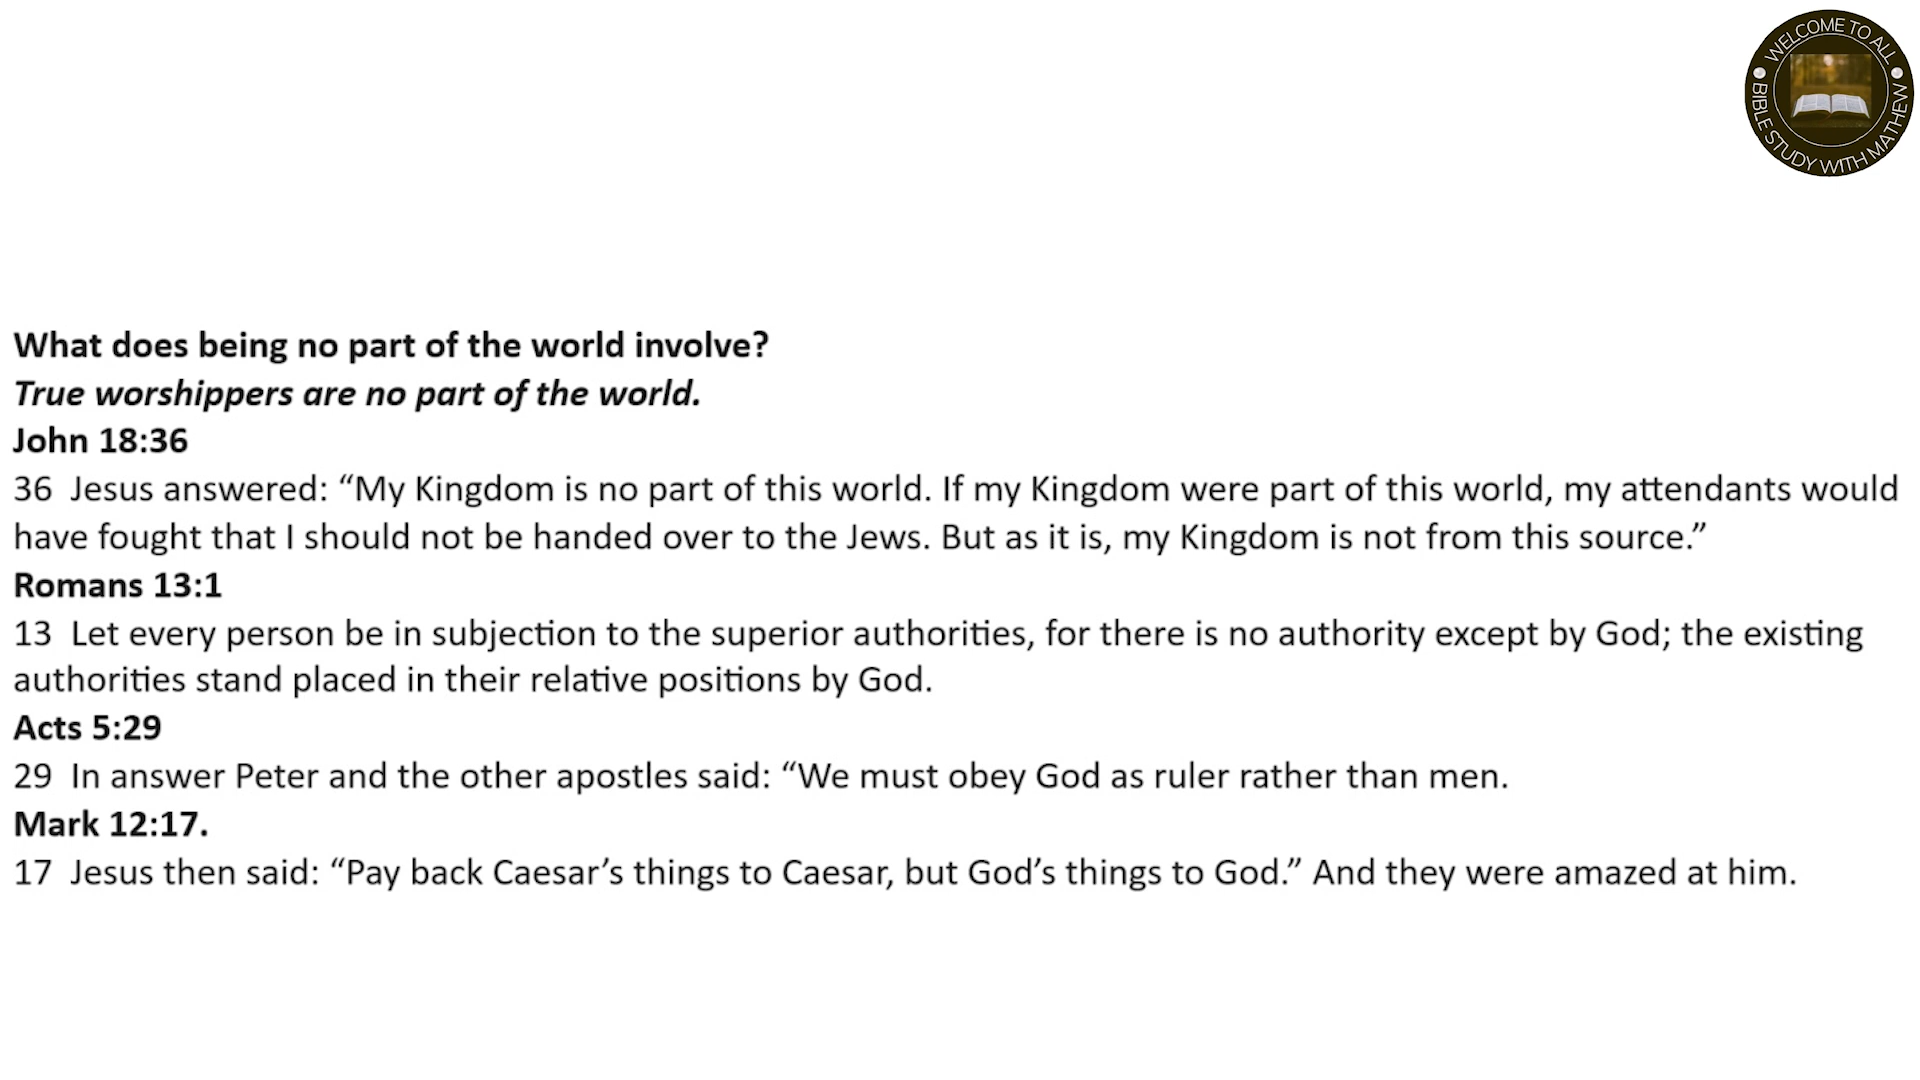 WELCOME TO ALL
BIBLE STUDY WITH MATHEW
What does being no part of the world involve?
True worshippers are no part of the world.
John 18:36
36  Jesus answered: “My Kingdom is no part of this world. If my Kingdom were part of this world, my attendants would
have fought that I should not be handed over to the Jews. But as it is, my Kingdom is not from this source.”
Romans 13:1
13  Let every person be in subjection to the superior authorities, for there is no authority except by God; the existing
authorities stand placed in their relative positions by God.
Acts 5:29
29  In answer Peter and the other apostles said: “We must obey God as ruler rather than men.
Mark 12:17.
17  Jesus then said: “Pay back Caesar’s things to Caesar, but God’s things to God.” And they were amazed at him.